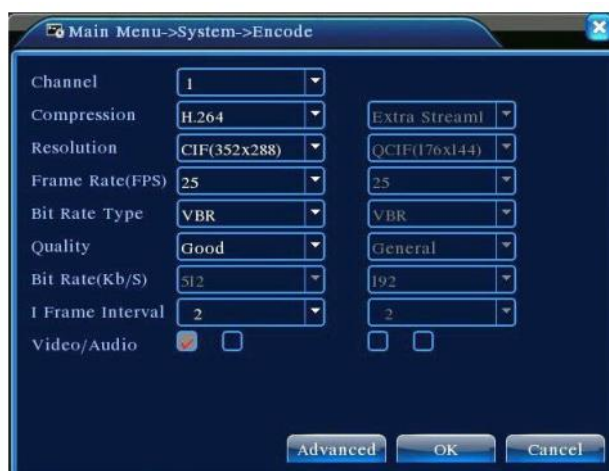 Main Menu->System->Encode
Channel 1
Compression H.264 Extra Stream1
Resolution CIF(352x288) QCIF(176x144)
Frame Rate(FPS) 25 25
Bit Rate Type VBR VBR
Quality Good General
Bit Rate(Kb/S) 512 192
I Frame Interval 2 2
Video/Audio
Advanced OK Cancel